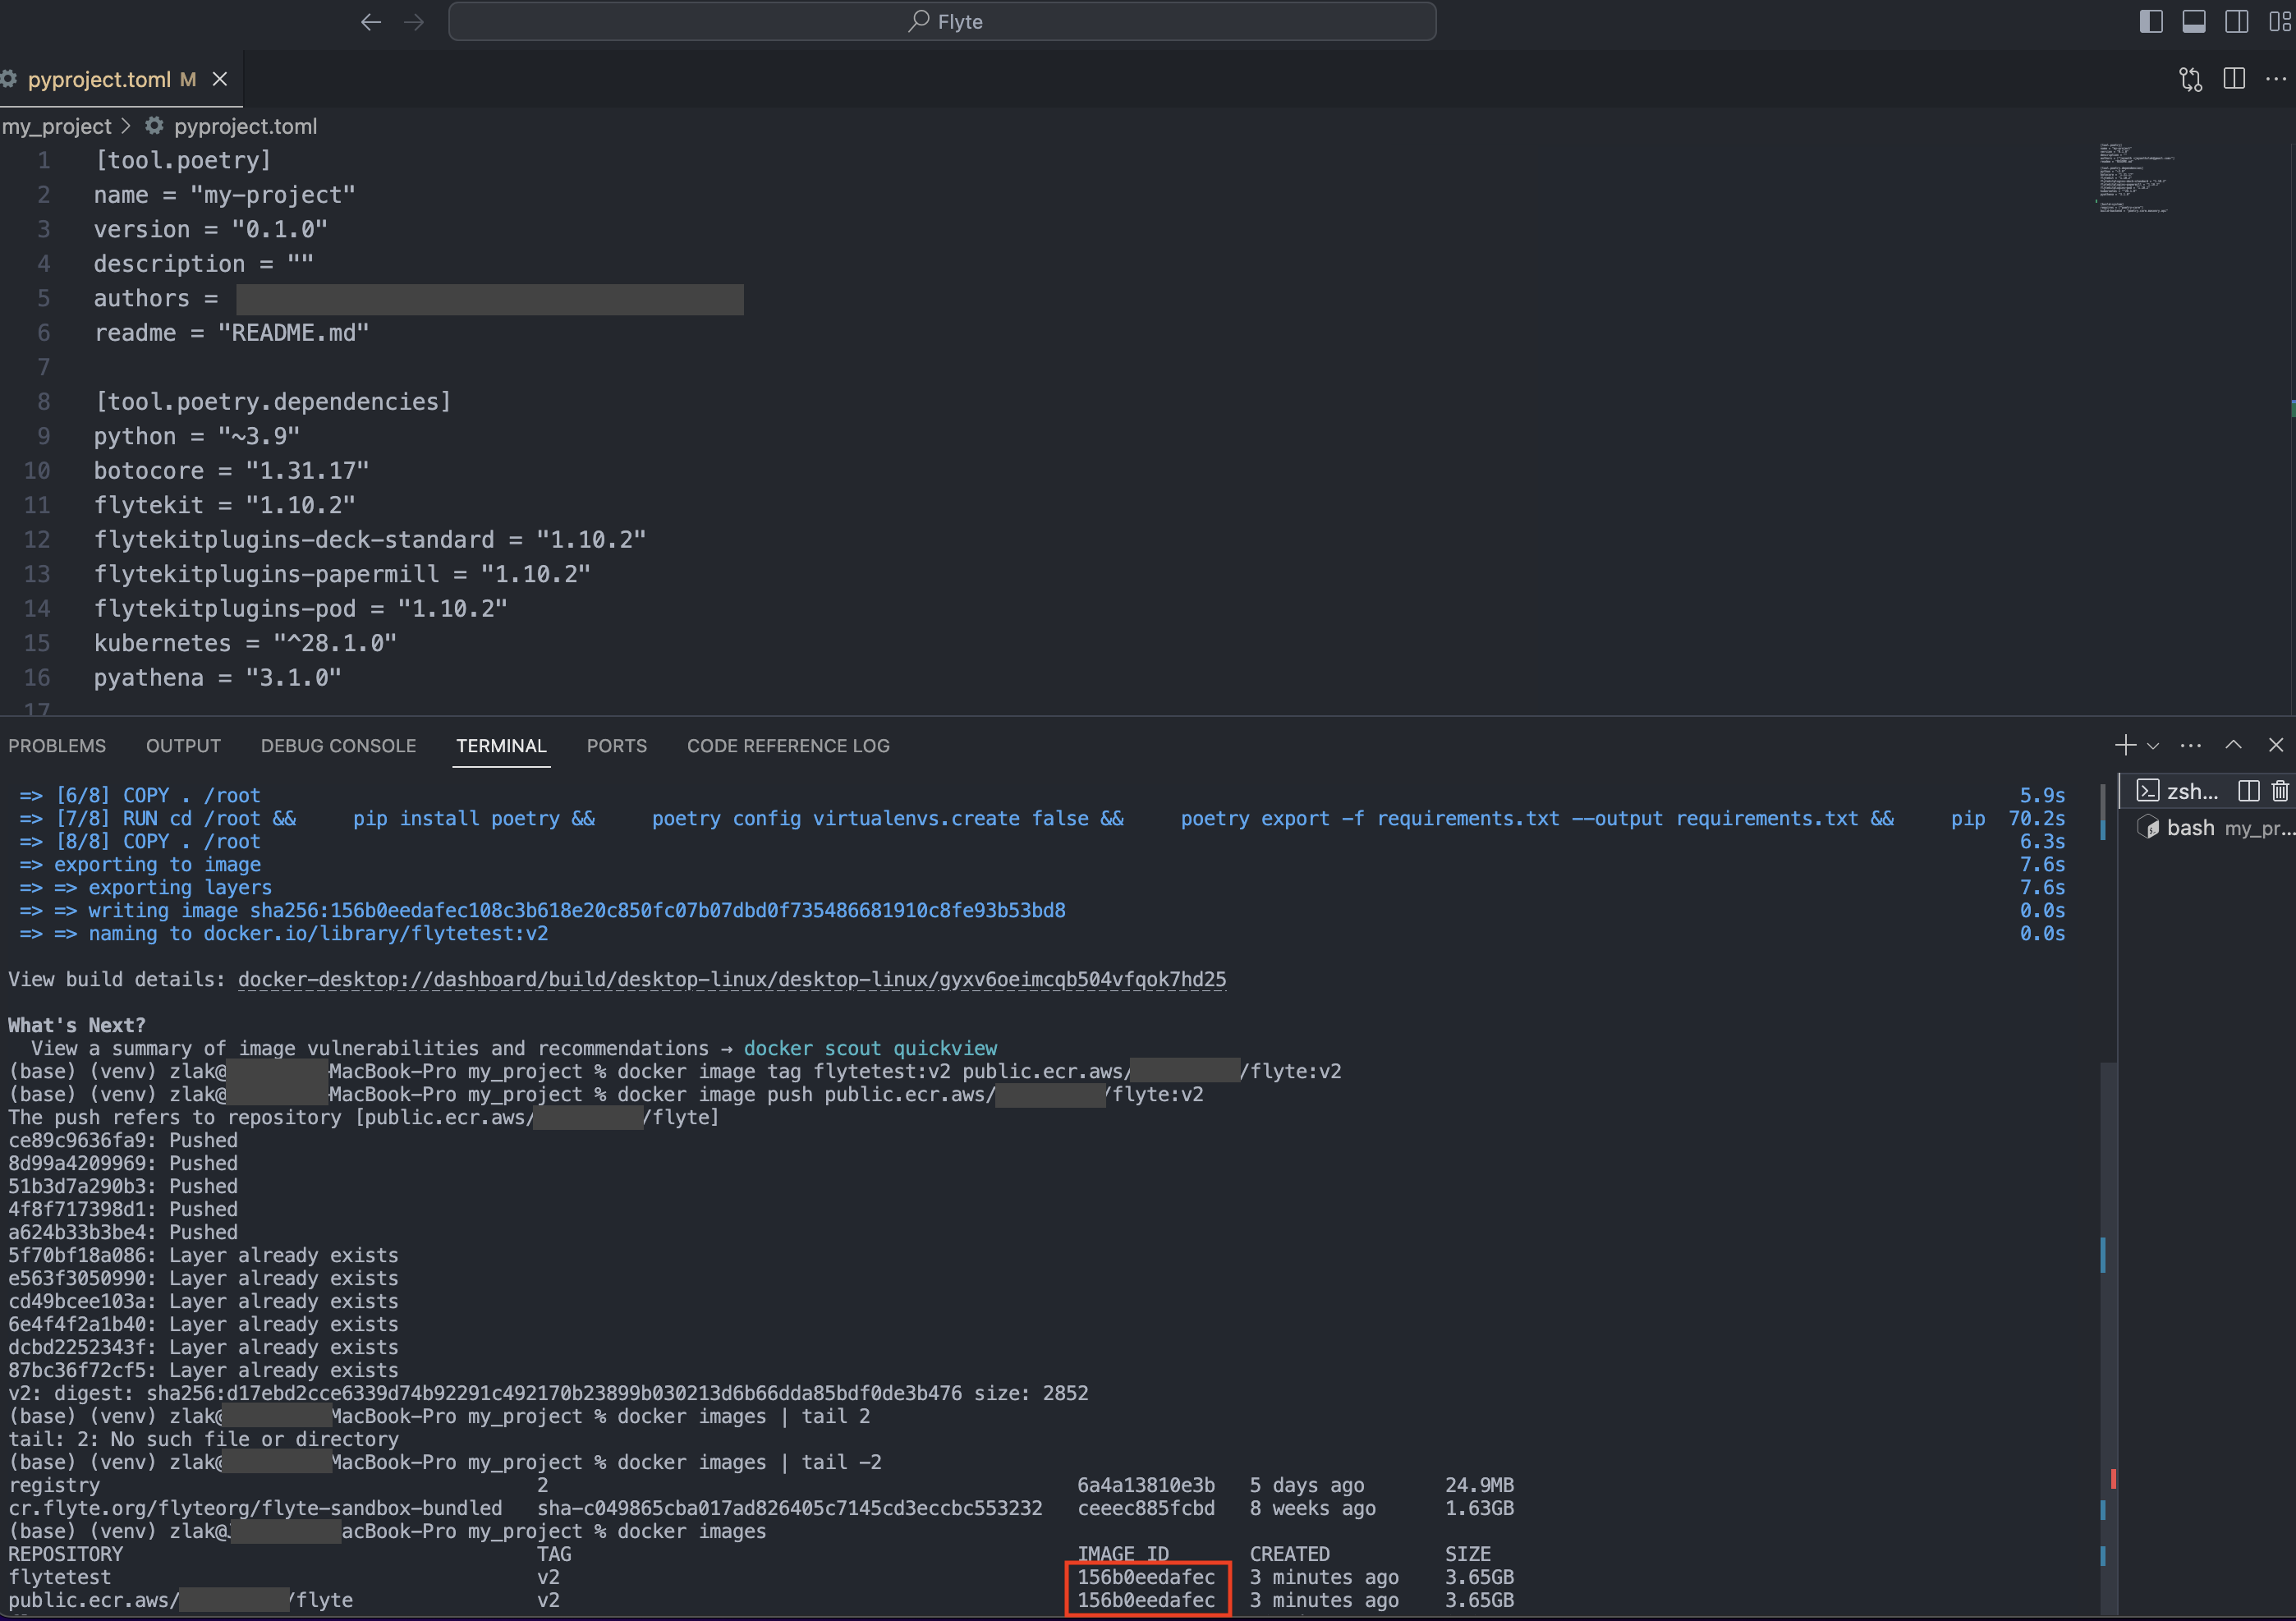 Flyte
pyproject.toml M
my_project > pyproject.toml
1 [tool.poetry]
2 name = "my-project"
3 version = "0.1.0"
4 description = ""
5 authors =
6 readme = "README.md"
7
8 [tool.poetry.dependencies]
9 python = "~3.9"
10 botocore = "1.31.17"
11 flytekit = "1.10.2"
12 flytekitplugins-deck-standard = "1.10.2"
13 flytekitplugins-papermill = "1.10.2"
14 flytekitplugins-pod = "1.10.2"
15 kubernetes = "^28.1.0"
16 pyathena = "3.1.0"
17
PROBLEMS OUTPUT DEBUG CONSOLE TERMINAL PORTS CODE REFERENCE LOG
zsh...
bash my_pr...
=> [6/8] COPY . /root 5.9s
=> [7/8] RUN cd /root && pip install poetry && poetry config virtualenvs.create false && poetry export -f requirements.txt --output requirements.txt && pip 70.2s
=> [8/8] COPY . /root 6.3s
=> exporting to image 7.6s
=> => exporting layers 7.6s
=> => writing image sha256:156b0eedafec108c3b618e20c850fc07b07dbd0f735486681910c8fe93b53bd8 0.0s
=> => naming to docker.io/library/flytetest:v2 0.0s
View build details: docker-desktop://dashboard/build/desktop-linux/desktop-linux/gyxv6oeimcqb504vfqok7hd25
What's Next?
View a summary of image vulnerabilities and recommendations → docker scout quickview
(base) (venv) zlak@ MacBook-Pro my_project % docker image tag flytetest:v2 public.ecr.aws/ /flyte:v2
(base) (venv) zlak@ MacBook-Pro my_project % docker image push public.ecr.aws/ /flyte:v2
The push refers to repository [public.ecr.aws/ /flyte]
ce89c9636fa9: Pushed
8d99a4209969: Pushed
51b3d7a290b3: Pushed
4f8f717398d1: Pushed
a624b33b3be4: Pushed
5f70bf18a086: Layer already exists
e563f3050990: Layer already exists
cd49bcee103a: Layer already exists
6e4f4f2a1b40: Layer already exists
dcbd2252343f: Layer already exists
87bc36f72cf5: Layer already exists
v2: digest: sha256:d17ebd2cce6339d74b92291c492170b23899b030213d6b66dda85bdf0de3b476 size: 2852
(base) (venv) zlak@ MacBook-Pro my_project % docker images | tail 2
tail: 2: No such file or directory
(base) (venv) zlak@ MacBook-Pro my_project % docker images | tail -2
registry 2 6a4a13810e3b 5 days ago 24.9MB
cr.flyte.org/flyteorg/flyte-sandbox-bundled sha-c049865cba017ad826405c7145cd3eccbc553232 ceeec885fcbd 8 weeks ago 1.63GB
(base) (venv) zlak@ acBook-Pro my_project % docker images
REPOSITORY TAG IMAGE ID CREATED SIZE
flytetest v2 156b0eedafec 3 minutes ago 3.65GB
public.ecr.aws/ /flyte v2 156b0eedafec 3 minutes ago 3.65GB